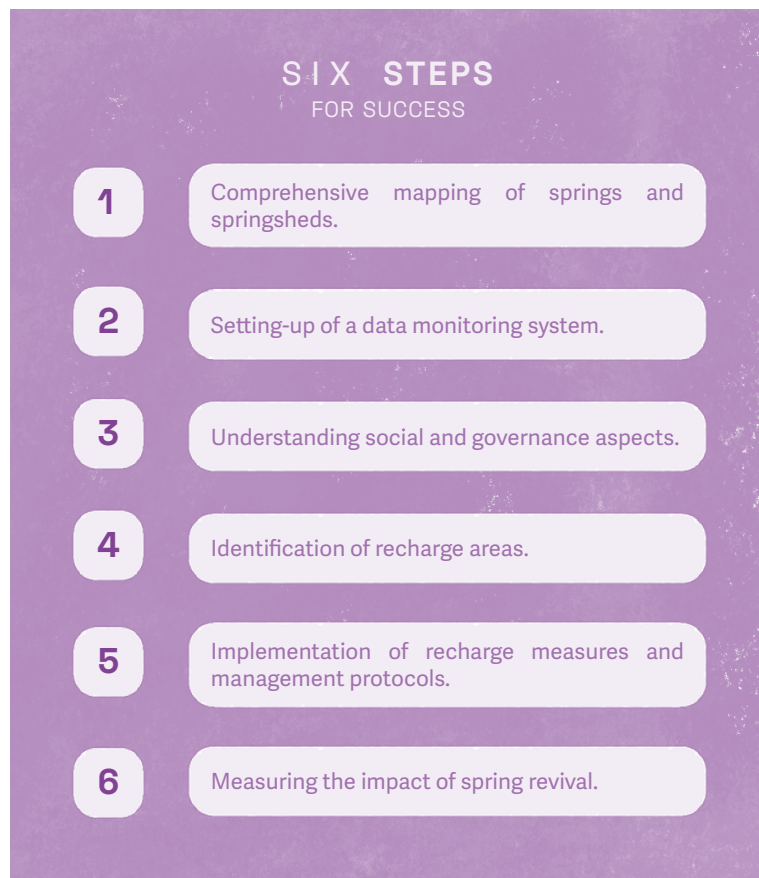 SIX STEPS
FOR SUCCESS
1
Comprehensive mapping of springs and
springsheds.
2
Setting-up of a data monitoring system.
3
Understanding social and governance aspects.
4
Identification of recharge areas.
5
Implementation of recharge measures and
management protocols.
6
Measuring the impact of spring revival.